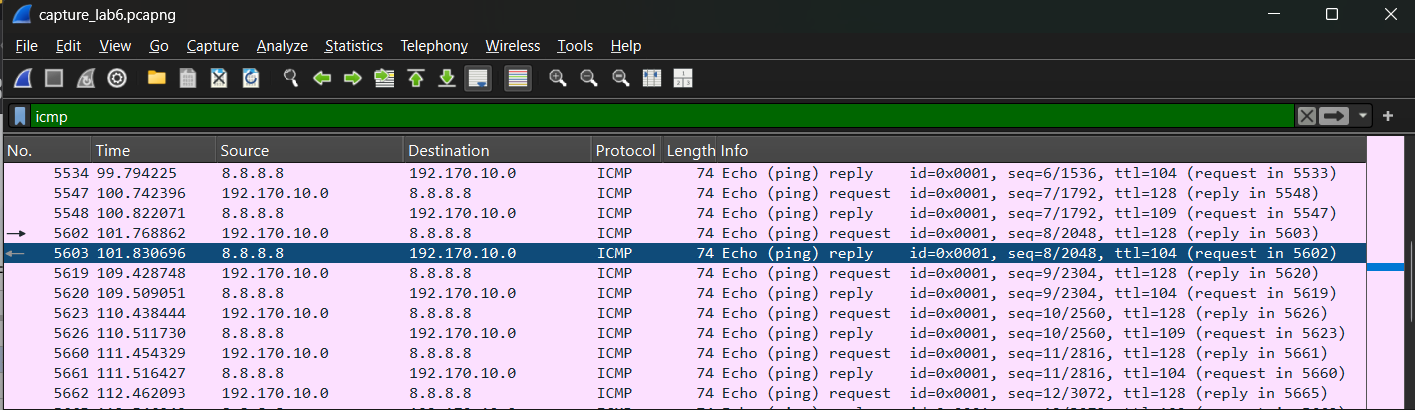 capture_lab6.pcapng
File Edit View Go Capture Analyze Statistics Telephony Wireless Tools Help
icmp
No. Time Source Destination Protocol Length Info
5534 99.794225 8.8.8.8 192.170.10.0 ICMP 74 Echo (ping) reply id=0x0001, seq=6/1536, ttl=104 (request in 5533)
5547 100.742396 192.170.10.0 8.8.8.8 ICMP 74 Echo (ping) request id=0x0001, seq=7/1792, ttl=128 (reply in 5548)
5548 100.822071 8.8.8.8 192.170.10.0 ICMP 74 Echo (ping) reply id=0x0001, seq=7/1792, ttl=109 (request in 5547)
5602 101.768862 192.170.10.0 8.8.8.8 ICMP 74 Echo (ping) request id=0x0001, seq=8/2048, ttl=128 (reply in 5603)
5603 101.830696 8.8.8.8 192.170.10.0 ICMP 74 Echo (ping) reply id=0x0001, seq=8/2048, ttl=104 (request in 5602)
5619 109.428748 192.170.10.0 8.8.8.8 ICMP 74 Echo (ping) request id=0x0001, seq=9/2304, ttl=128 (reply in 5620)
5620 109.509051 8.8.8.8 192.170.10.0 ICMP 74 Echo (ping) reply id=0x0001, seq=9/2304, ttl=104 (request in 5619)
5623 110.438444 192.170.10.0 8.8.8.8 ICMP 74 Echo (ping) request id=0x0001, seq=10/2560, ttl=128 (reply in 5626)
5626 110.511730 8.8.8.8 192.170.10.0 ICMP 74 Echo (ping) reply id=0x0001, seq=10/2560, ttl=109 (request in 5623)
5660 111.454329 192.170.10.0 8.8.8.8 ICMP 74 Echo (ping) request id=0x0001, seq=11/2816, ttl=128 (reply in 5661)
5661 111.516427 8.8.8.8 192.170.10.0 ICMP 74 Echo (ping) reply id=0x0001, seq=11/2816, ttl=104 (request in 5660)
5662 112.462093 192.170.10.0 8.8.8.8 ICMP 74 Echo (ping) request id=0x0001, seq=12/3072, ttl=128 (reply in 5665)